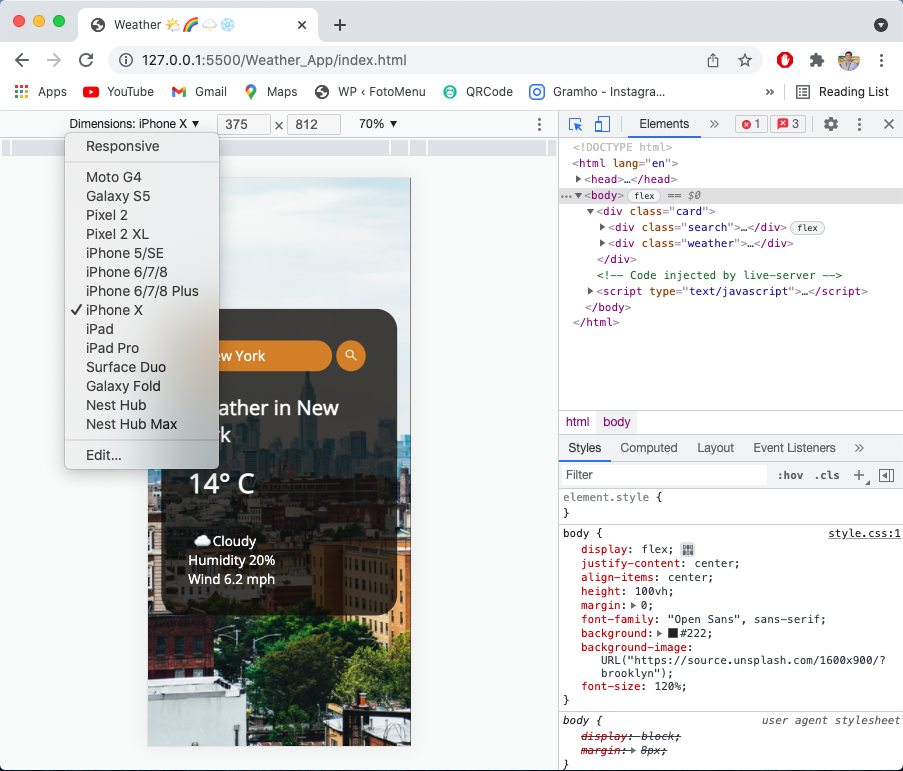 Weather 🌤️🌈🌧️❄️
127.0.0.1:5500/Weather_App/index.html
Apps YouTube Gmail Maps WP ‹ FotoMenu QRCode Gramho - Instagra... » Reading List
Dimensions: iPhone X ▼ 375 × 812 70% ▼
Responsive
Moto G4
Galaxy S5
Pixel 2
Pixel 2 XL
iPhone 5/SE
iPhone 6/7/8
iPhone 6/7/8 Plus
✓ iPhone X
iPad
iPad Pro
Surface Duo
Galaxy Fold
Nest Hub
Nest Hub Max
Edit...
ew York
ather in New
rk
14° C
Cloudy
Humidity 20%
Wind 6.2 mph
Elements » 1 3
<!DOCTYPE html>
<html lang="en">
▶<head>…</head>
…▼<body> flex == $0
▼<div class="card">
▶<div class="search">…</div> flex
▶<div class="weather">…</div>
</div>
<!-- Code injected by live-server -->
▶<script type="text/javascript">…</script>
</body>
</html>
html body
Styles Computed Layout Event Listeners »
Filter :hov .cls +
element.style {
}
body { style.css:1
display: flex;
justify-content: center;
align-items: center;
height: 100vh;
margin:▶ 0;
font-family: "Open Sans", sans-serif;
background:▶ #222;
background-image:
URL("https://source.unsplash.com/1600x900/?
brooklyn");
font-size: 120%;
}
body { user agent stylesheet
display: block;
margin:▶ 8px;
}